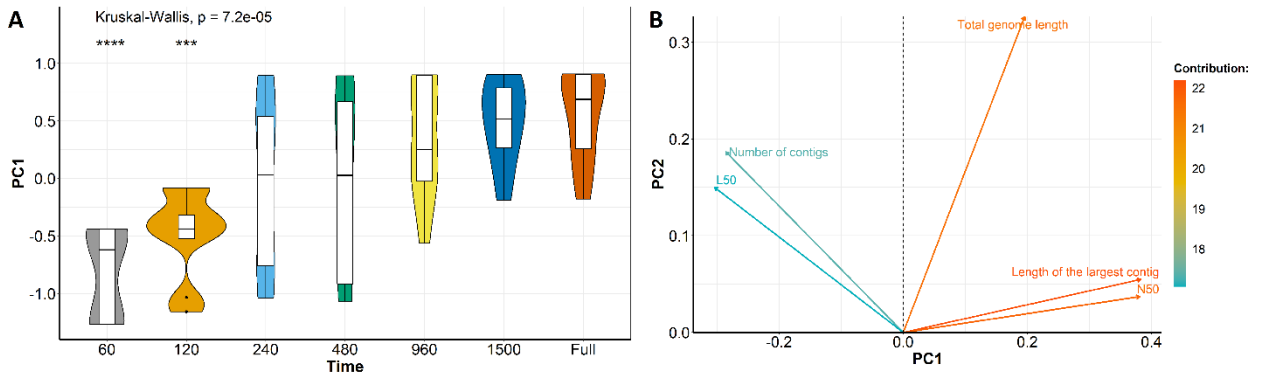 A
Kruskal-Wallis, p = 7.2e-05
**** ***
1.0
0.5
0.0
-0.5
-1.0
PC1
60 120 240 480 960 1500 Full
Time
B
Total genome length
Number of contigs
L50
Length of the largest contig
N50
0.3
0.2
0.1
0.0
PC2
-0.2 0.0 0.2 0.4
PC1
Contribution:
22
21
20
19
18